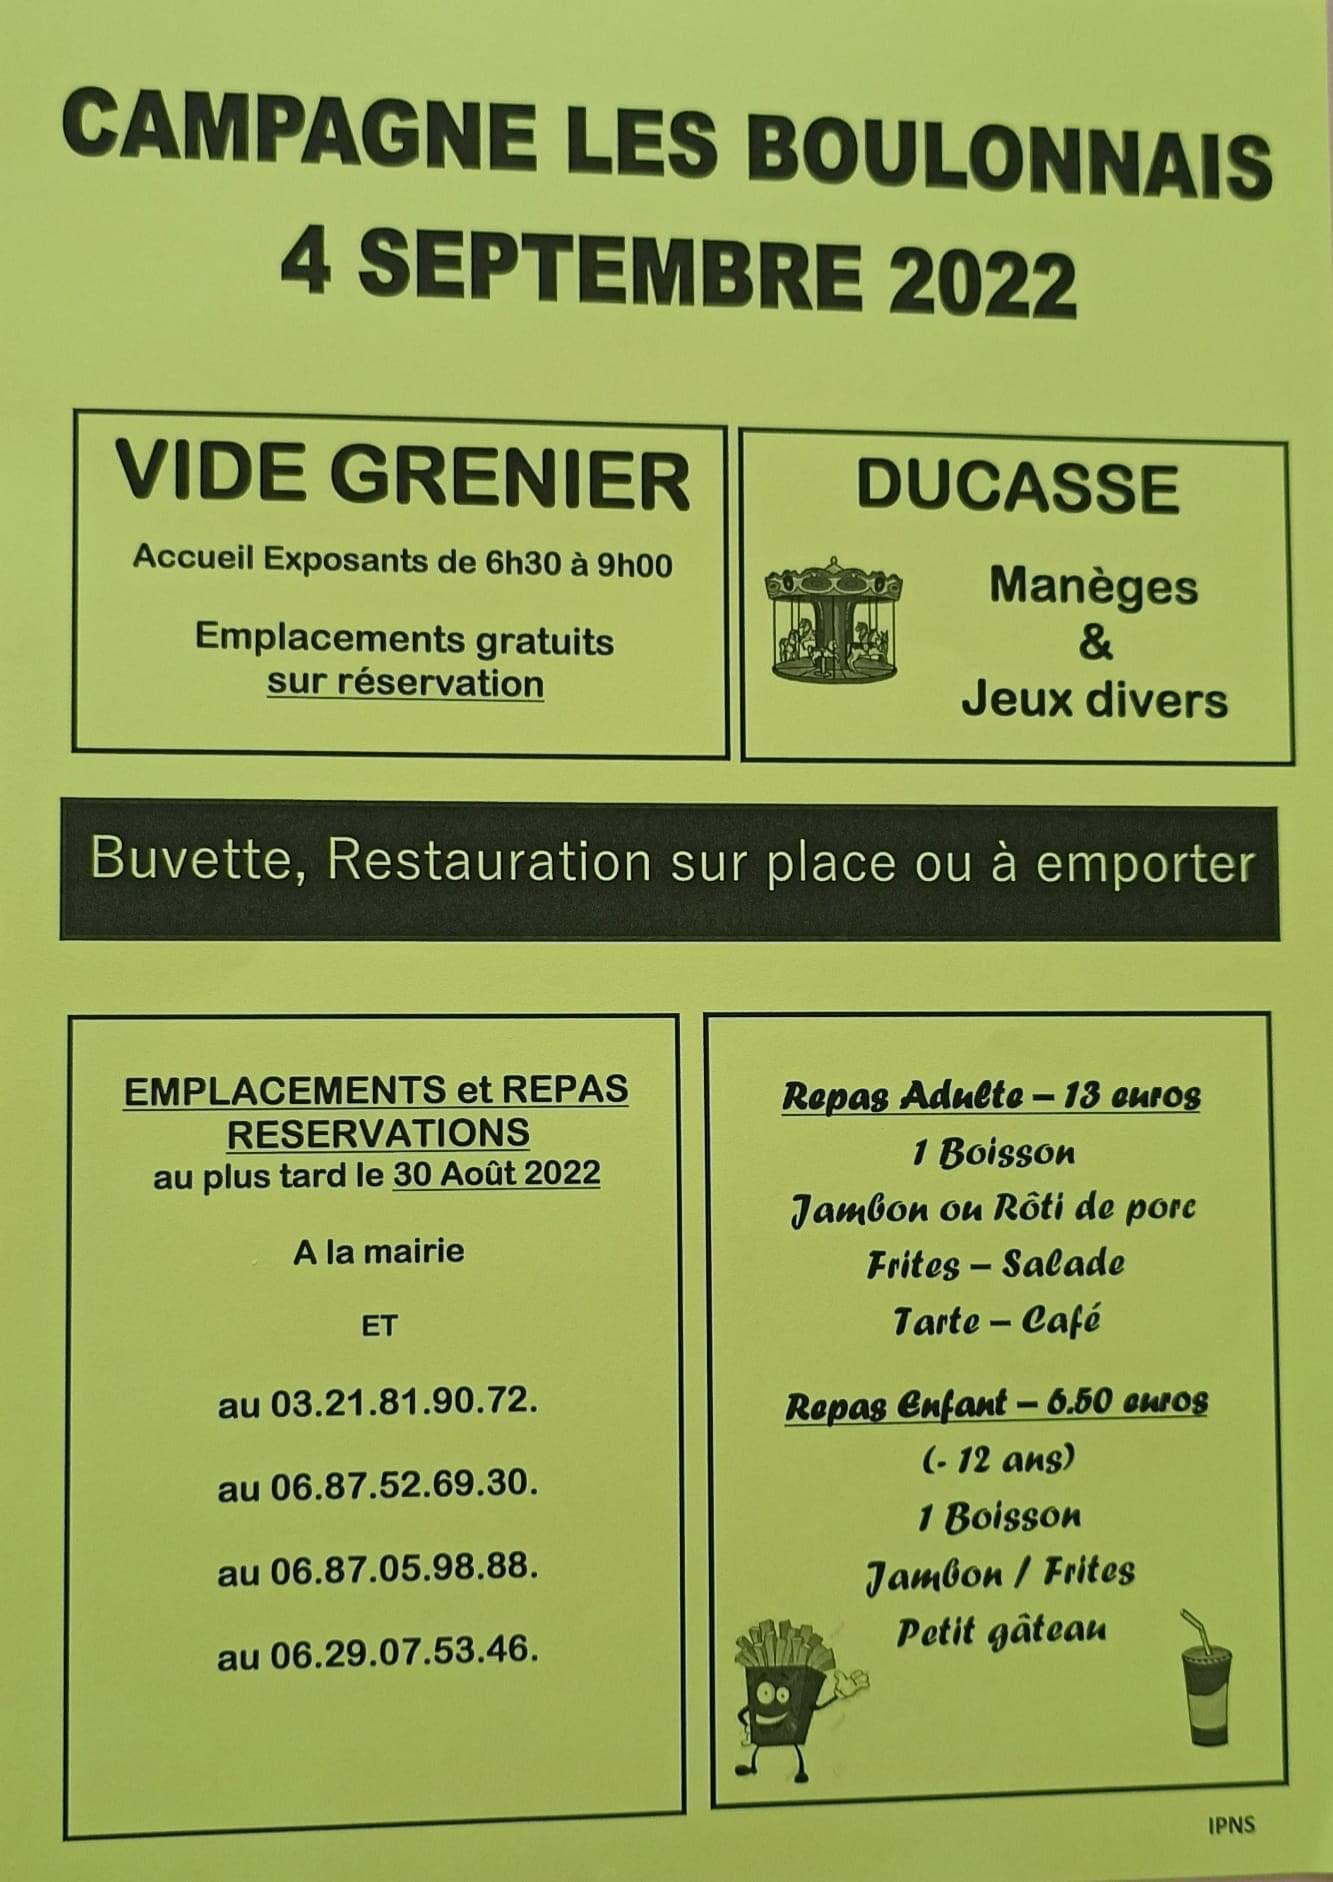 CAMPAGNE LES BOULONNAIS
4 SEPTEMBRE 2022
VIDE GRENIER
Accueil Exposants de 6h30 à 9h00
Emplacements gratuits
sur réservation
DUCASSE
Manèges
&
Jeux divers
Buvette, Restauration sur place ou à emporter
EMPLACEMENTS et REPAS
RESERVATIONS
au plus tard le 30 Août 2022
A la mairie
ET
au 03.21.81.90.72.
au 06.87.52.69.30.
au 06.87.05.98.88.
au 06.29.07.53.46.
Repas Adulte – 13 euros
1 Boisson
Jambon ou Rôti de porc
Frites – Salade
Tarte – Café
Repas Enfant – 6.50 euros
(- 12 ans)
1 Boisson
Jambon / Frites
Petit gâteau
IPNS